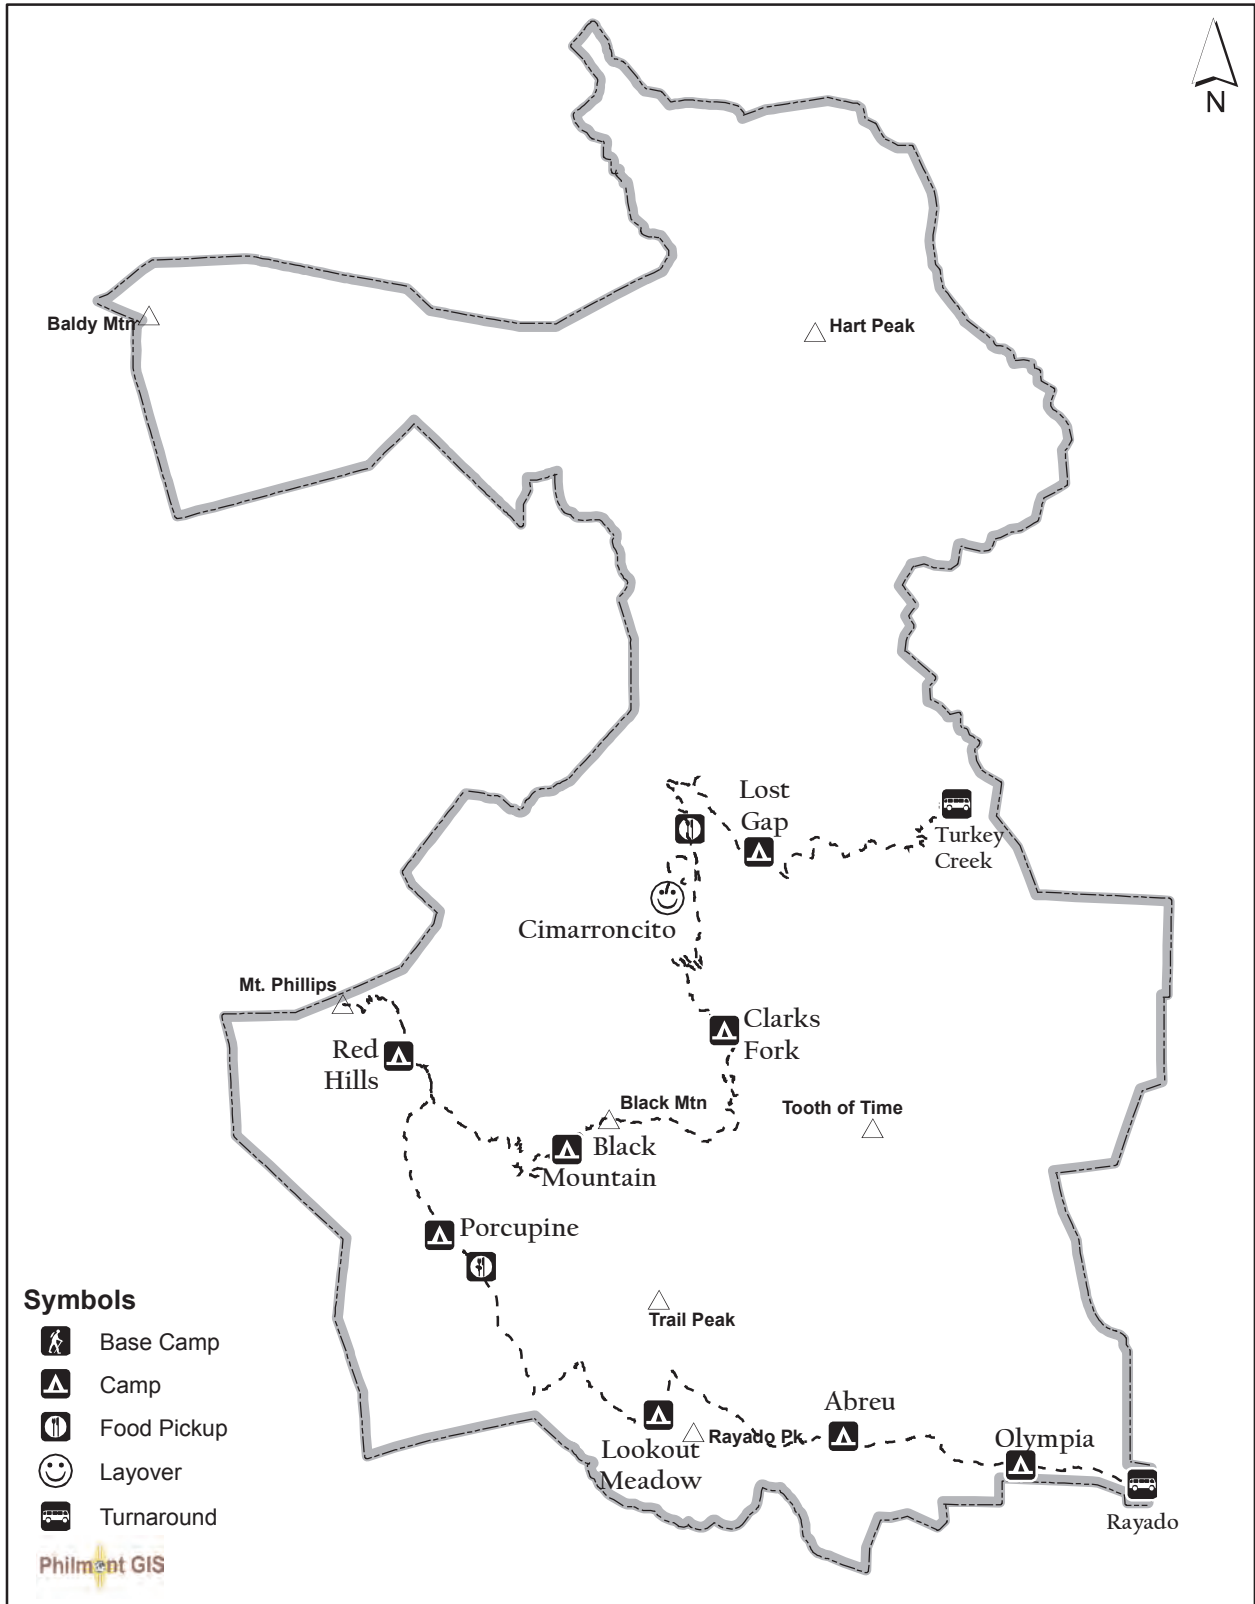 N
Baldy Mtn
Hart Peak
Lost
Gap
Turkey
Creek
Cimarroncito
Mt. Phillips
Clarks
Fork
Red
Hills
Black Mtn
Tooth of Time
Black
Mountain
Porcupine
Symbols
Base Camp
Camp
Food Pickup
Layover
Turnaround
Philmont GIS
Trail Peak
Abreu
Rayado Pk
Lookout
Meadow
Olympia
Rayado